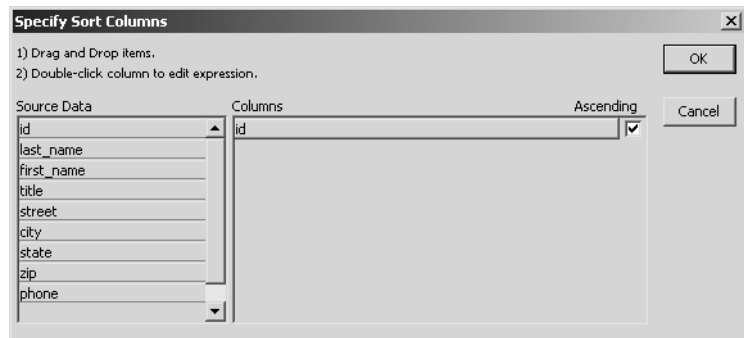 Specify Sort Columns
1) Drag and Drop items.
2) Double-click column to edit expression.
OK
Cancel
Source Data
Columns
Ascending
id
id
last_name
first_name
title
street
city
state
zip
phone